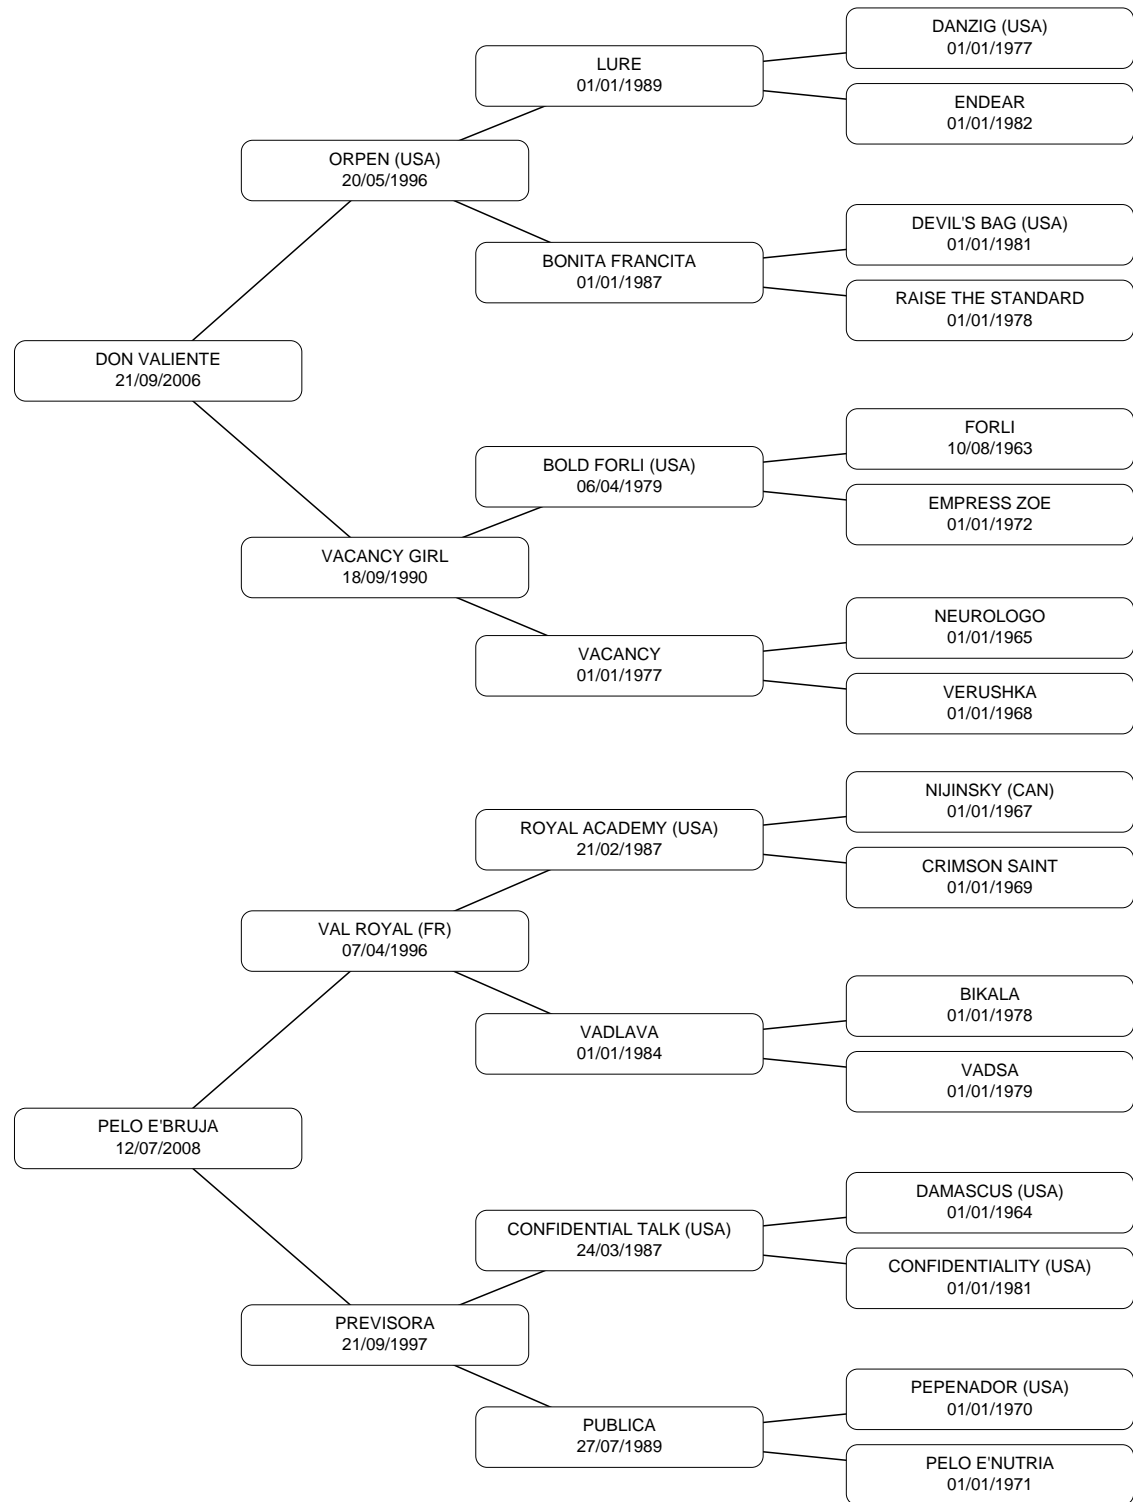 DANZIG (USA)
01/01/1977
LURE
01/01/1989
ENDEAR
01/01/1982
ORPEN (USA)
20/05/1996
DEVIL'S BAG (USA)
01/01/1981
BONITA FRANCITA
01/01/1987
RAISE THE STANDARD
01/01/1978
DON VALIENTE
21/09/2006
FORLI
10/08/1963
BOLD FORLI (USA)
06/04/1979
EMPRESS ZOE
01/01/1972
VACANCY GIRL
18/09/1990
NEUROLOGO
01/01/1965
VACANCY
01/01/1977
VERUSHKA
01/01/1968
NIJINSKY (CAN)
01/01/1967
ROYAL ACADEMY (USA)
21/02/1987
CRIMSON SAINT
01/01/1969
VAL ROYAL (FR)
07/04/1996
BIKALA
01/01/1978
VADLAVA
01/01/1984
VADSA
01/01/1979
PELO E'BRUJA
12/07/2008
DAMASCUS (USA)
01/01/1964
CONFIDENTIAL TALK (USA)
24/03/1987
CONFIDENTIALITY (USA)
01/01/1981
PREVISORA
21/09/1997
PEPENADOR (USA)
01/01/1970
PUBLICA
27/07/1989
PELO E'NUTRIA
01/01/1971